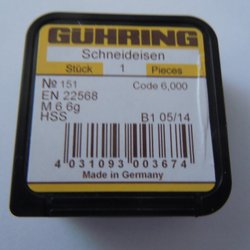 GUHRING
Schneideisen
Stück 1 Pieces
№ 151 Code 6,000
EN 22568
M 6 6g
HSS B1 05/14
4 031093 003674
Made in Germany